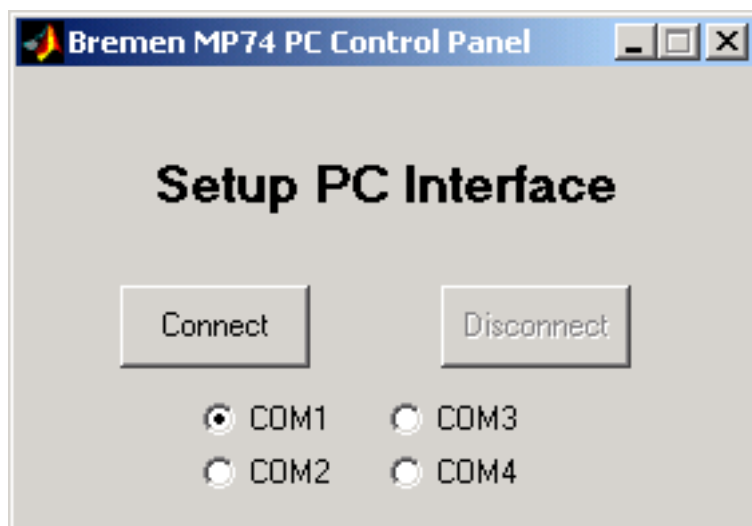 Bremen MP74 PC Control Panel
Setup PC Interface
Connect Disconnect
COM1 COM3
COM2 COM4